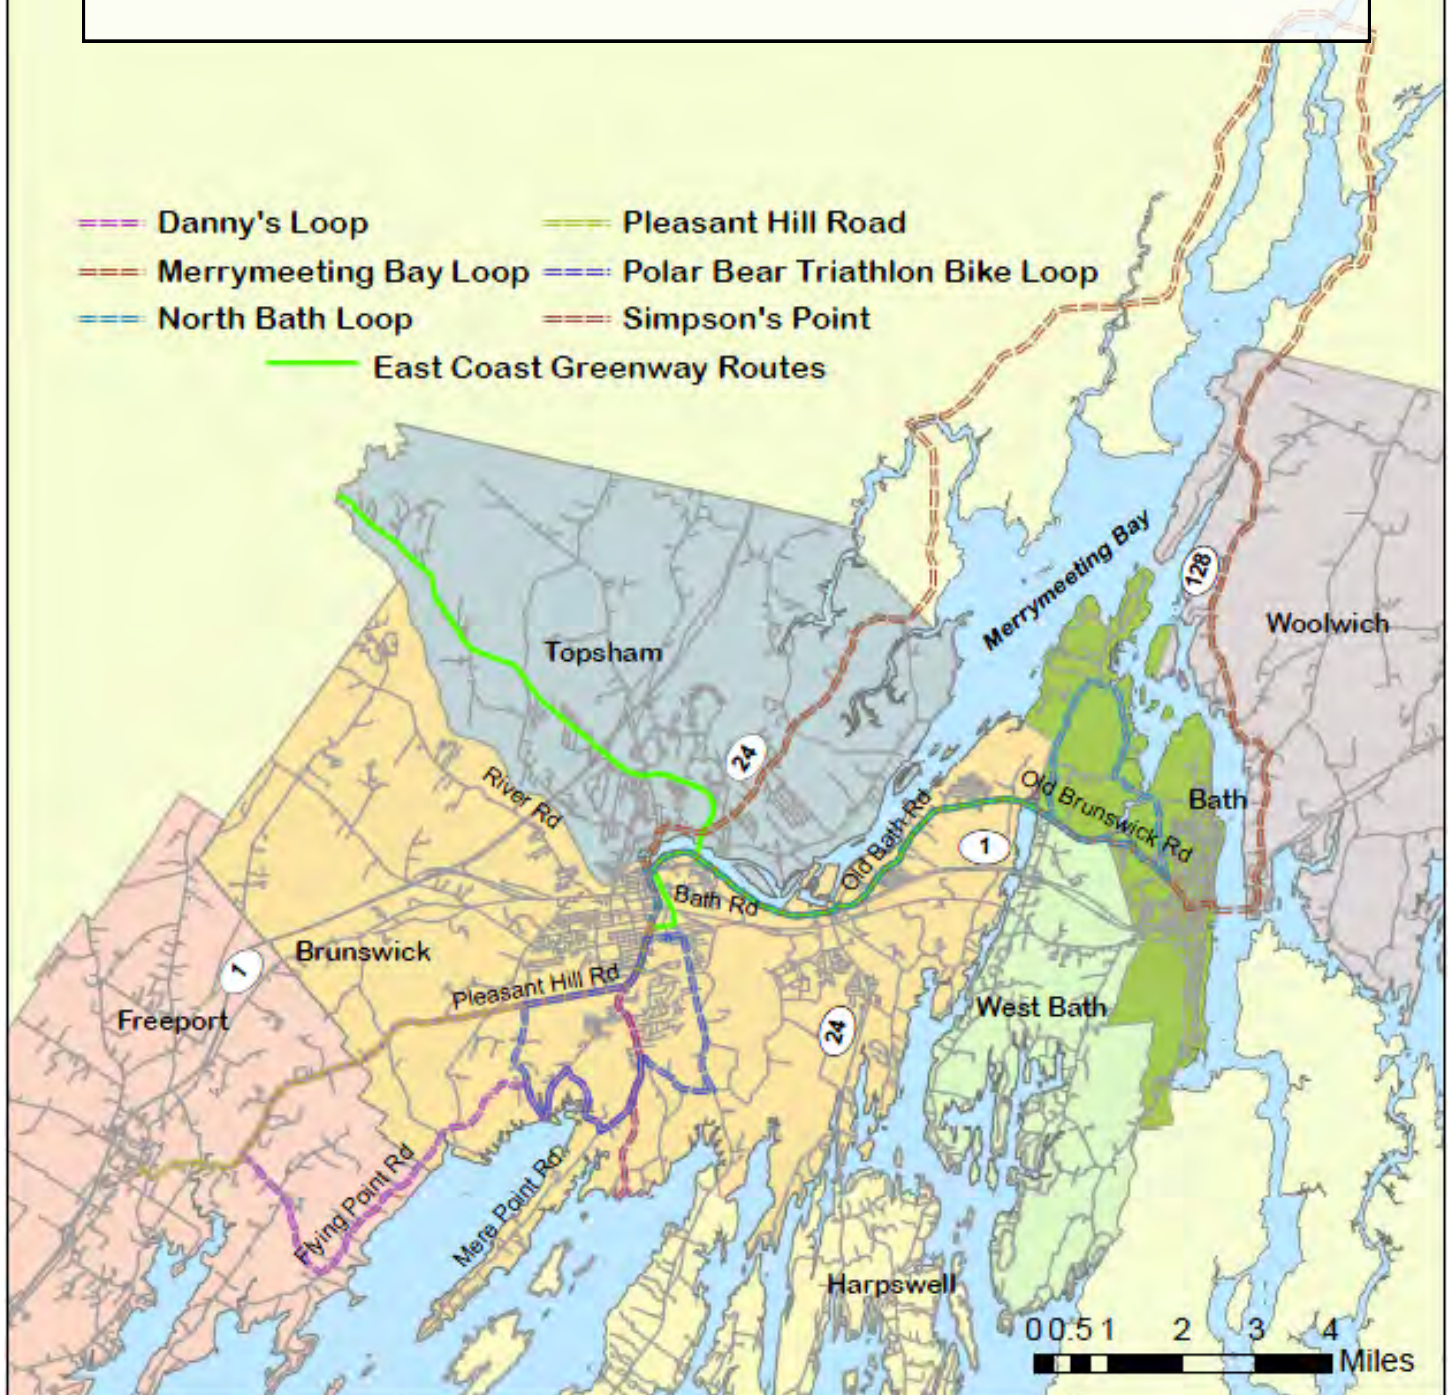 Danny's Loop
Pleasant Hill Road
Merrymeeting Bay Loop
Polar Bear Triathlon Bike Loop
North Bath Loop
Simpson's Point
East Coast Greenway Routes
Merrymeeting Bay
128
Woolwich
Topsham
24
River Rd
Old Brunswick Rd
Bath
Old Bath Rd
1
Bath Rd
Brunswick
1
Pleasant Hill Rd
West Bath
Freeport
24
Flying Point Rd
Mere Point Rd
Harpswell
0 0.5 1 2 3 4
Miles